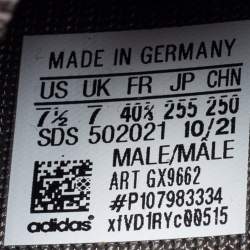 MADE IN GERMANY
US UK FR JP CHN
7½ 7 40⅔ 255 250
SDS 502021 10/21
MALE/MÂLE
ART GX9662
#P107983334
adidas® xfVD1RYc00515